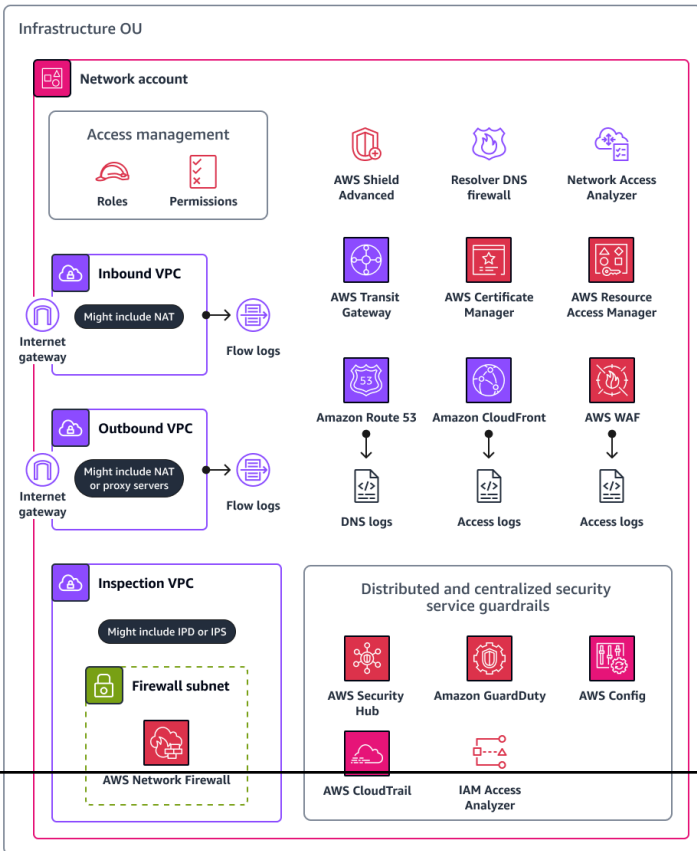 Infrastructure OU
Network account
Access management
Roles
Permissions
AWS Shield
Advanced
Resolver DNS
firewall
Network Access
Analyzer
Inbound VPC
Might include NAT
Internet
gateway
Flow logs
AWS Transit
Gateway
AWS Certificate
Manager
AWS Resource
Access Manager
53
Amazon Route 53
Amazon CloudFront
AWS WAF
Outbound VPC
Might include NAT
or proxy servers
Internet
gateway
Flow logs
DNS logs
Access logs
Access logs
Inspection VPC
Might include IPD or IPS
Firewall subnet
AWS Network Firewall
Distributed and centralized security
service guardrails
AWS Security
Hub
Amazon GuardDuty
AWS Config
AWS CloudTrail
IAM Access
Analyzer